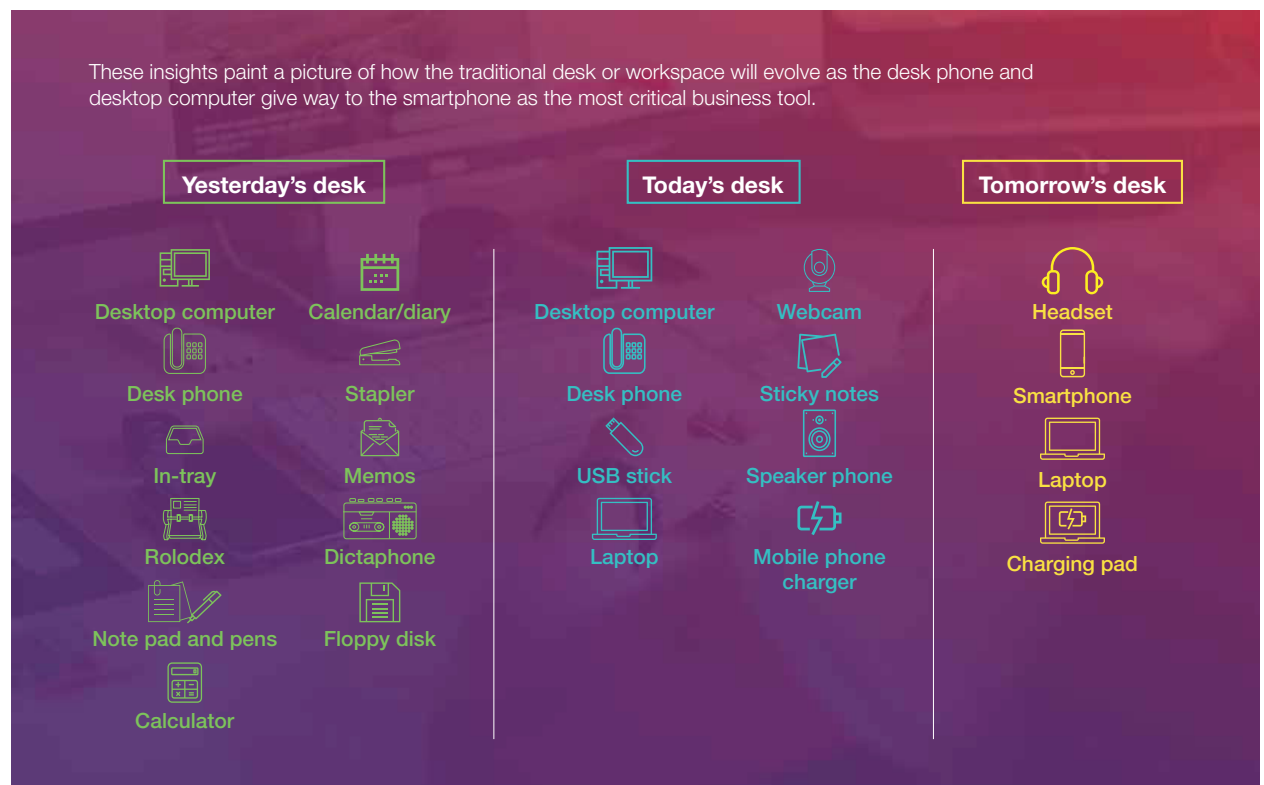 These insights paint a picture of how the traditional desk or workspace will evolve as the desk phone and
desktop computer give way to the smartphone as the most critical business tool.
Yesterday's desk
Desktop computer
Calendar/diary
Desk phone
Stapler
In-tray
Memos
Rolodex
Dictaphone
Note pad and pens
Floppy disk
Calculator
Today's desk
Desktop computer
Webcam
Desk phone
Sticky notes
USB stick
Speaker phone
Laptop
Mobile phone
charger
Tomorrow's desk
Headset
Smartphone
Laptop
Charging pad